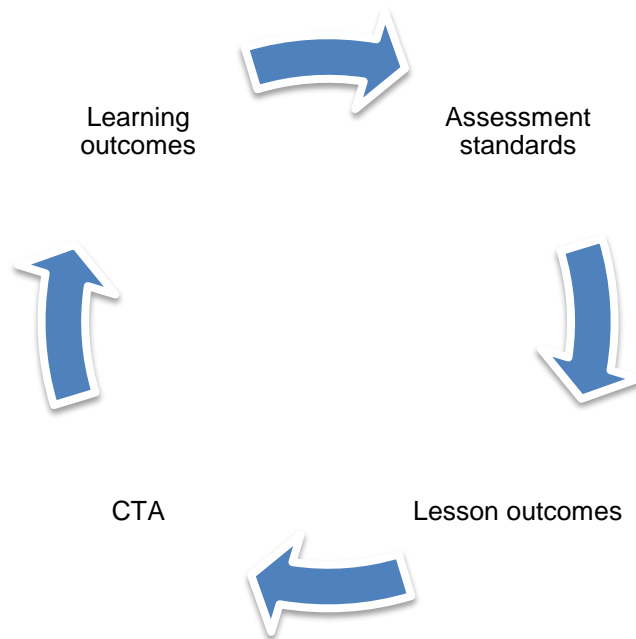 Learning
outcomes
Assessment
standards
CTA
Lesson outcomes